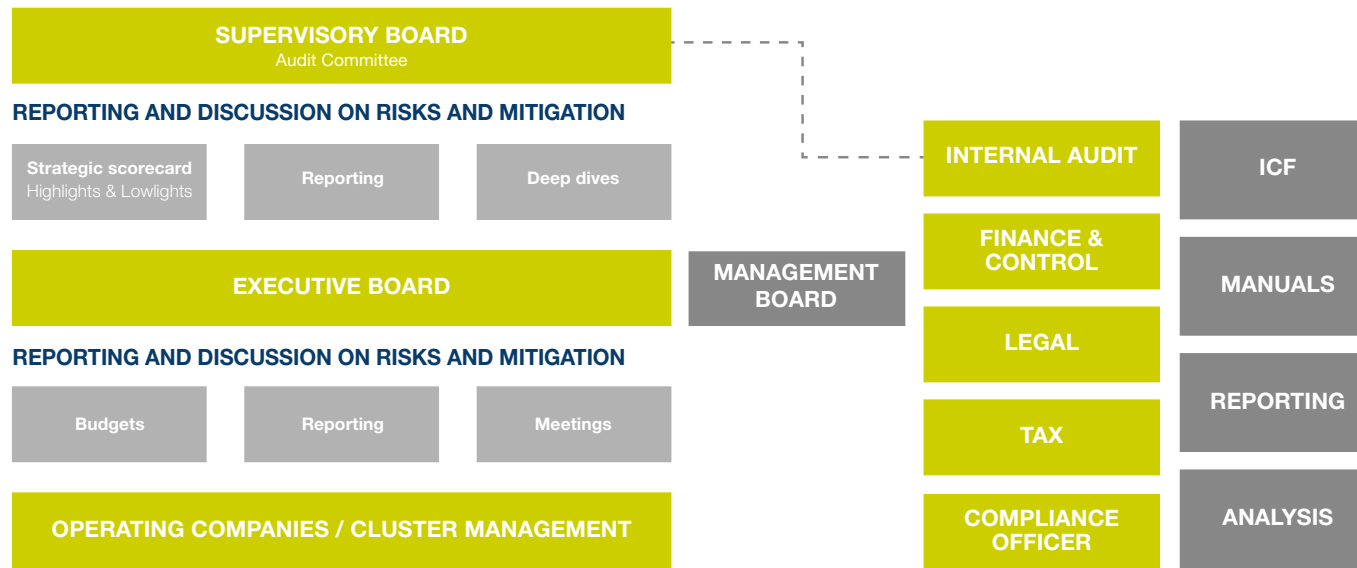 SUPERVISORY BOARD
Audit Committee
REPORTING AND DISCUSSION ON RISKS AND MITIGATION
Strategic scorecard
Highlights & Lowlights
Reporting
Deep dives
EXECUTIVE BOARD
MANAGEMENT
BOARD
REPORTING AND DISCUSSION ON RISKS AND MITIGATION
Budgets
Reporting
Meetings
OPERATING COMPANIES / CLUSTER MANAGEMENT
INTERNAL AUDIT
FINANCE &
CONTROL
LEGAL
TAX
COMPLIANCE
OFFICER
ICF
MANUALS
REPORTING
ANALYSIS